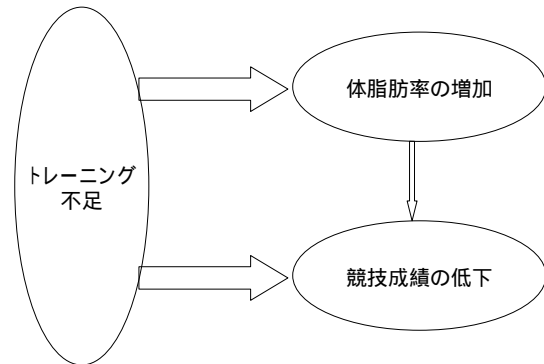 体脂肪率の増加
トレーニング
不足
競技成績の低下